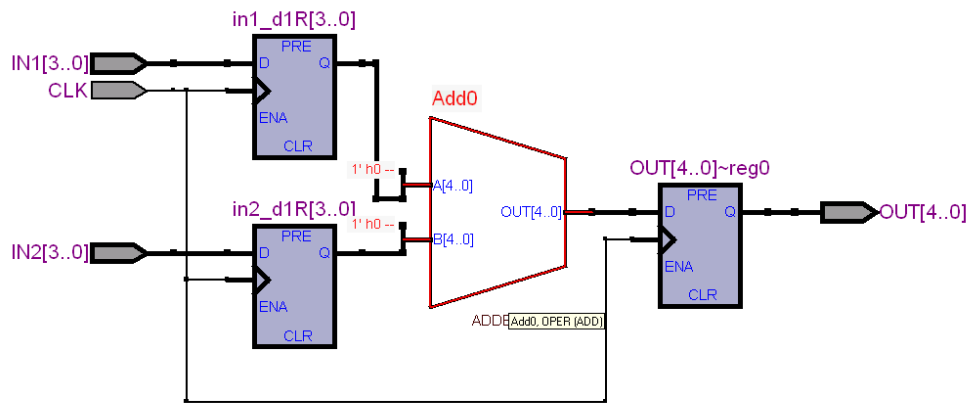 in1_d1R[3..0]
PRE
IN1[3..0]
D
Q
CLK
ENA
CLR
Add0
1' h0 --
A[4..0]
OUT[4..0]~reg0
in2_d1R[3..0]
PRE
1' h0 --
B[4..0]
OUT[4..0]
PRE
D
Q
OUT[4..0]
IN2[3..0]
D
Q
ENA
CLR
ENA
CLR
Add0, OPER (ADD)